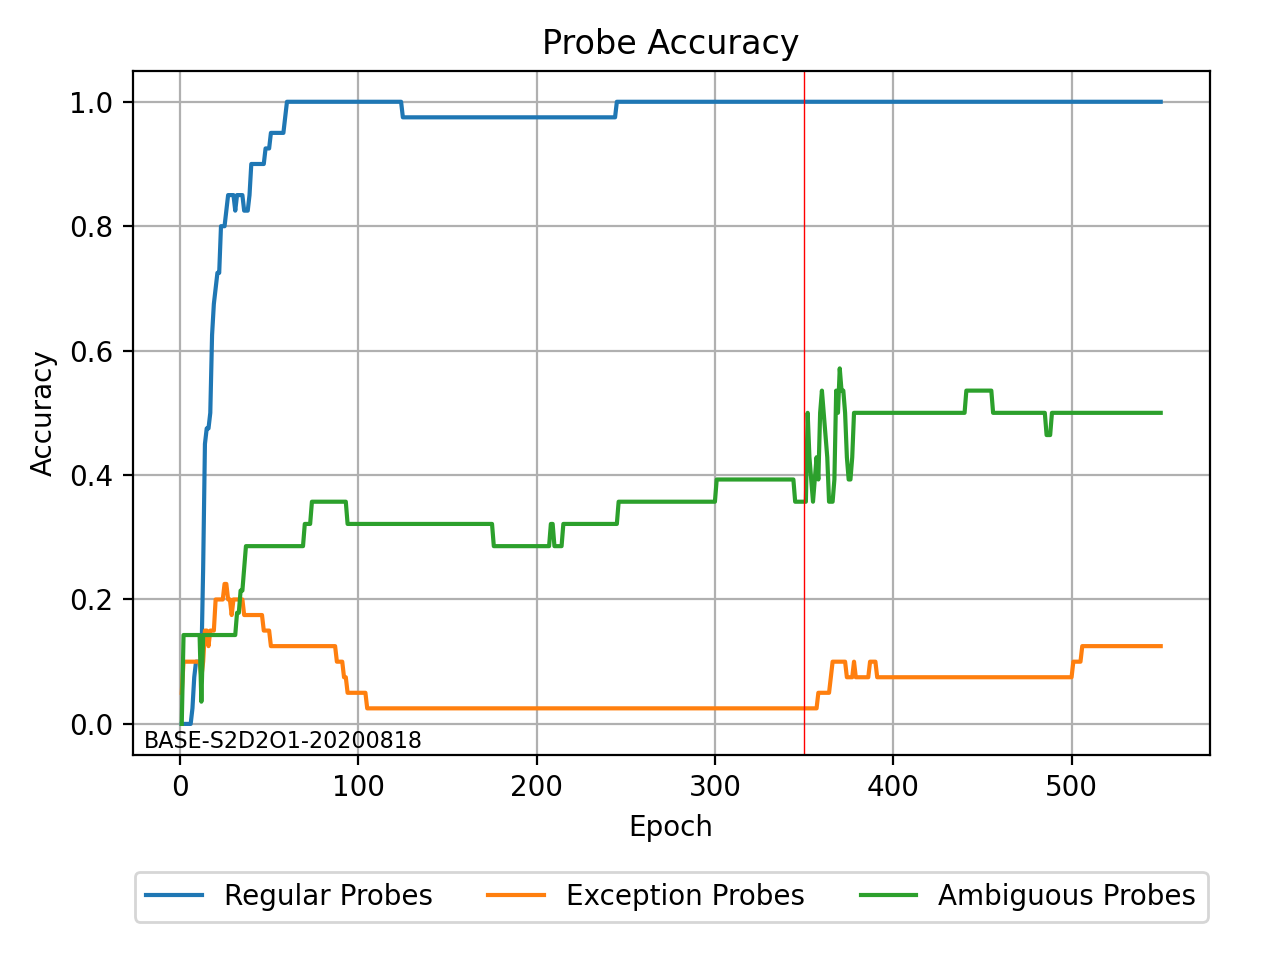 Probe Accuracy
1.0
0.8
0.6
0.4
0.2
0.0
Accuracy
BASE-S2D2O1-20200818
0 100 200 300 400 500
Epoch
Regular Probes Exception Probes Ambiguous Probes